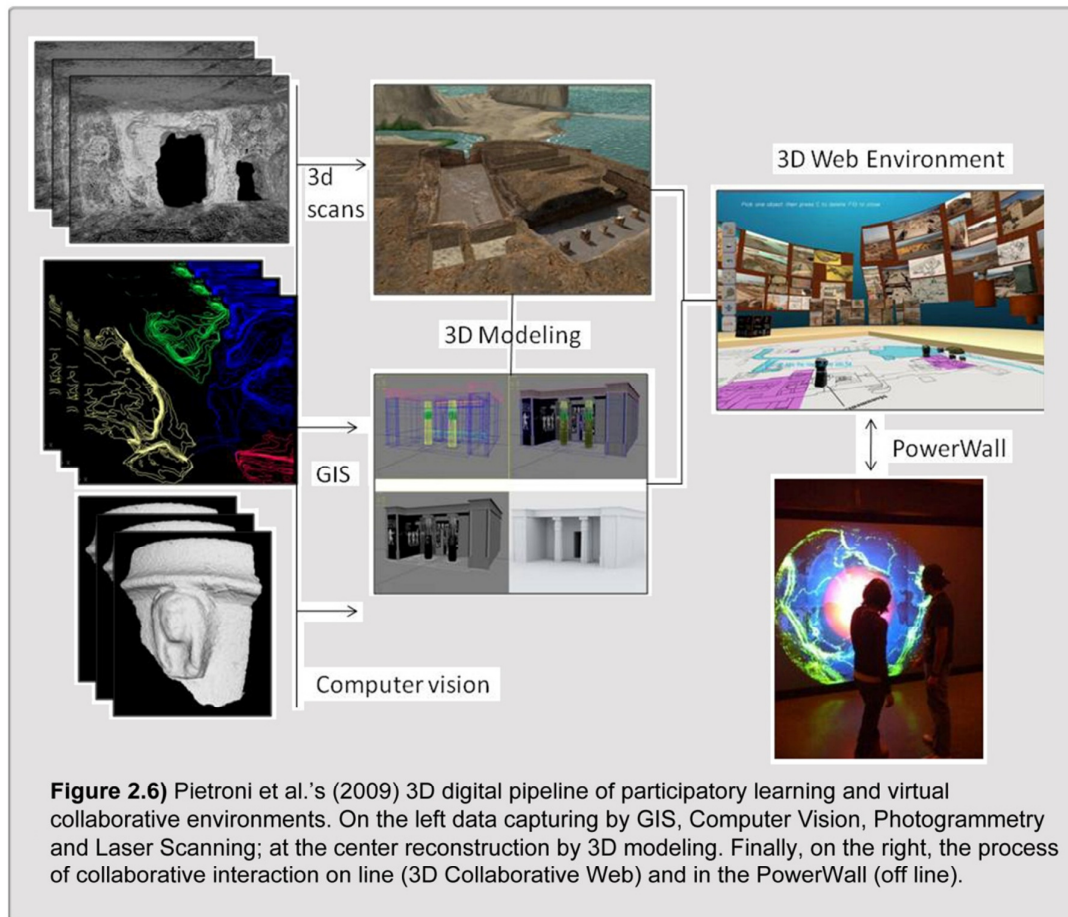 3d
scans
3D Modeling
GIS
Computer vision
3D Web Environment
PowerWall
Figure 2.6) Pietroni et al.'s (2009) 3D digital pipeline of participatory learning and virtual
collaborative environments. On the left data capturing by GIS, Computer Vision, Photogrammetry
and Laser Scanning; at the center reconstruction by 3D modeling. Finally, on the right, the process
of collaborative interaction on line (3D Collaborative Web) and in the PowerWall (off line).